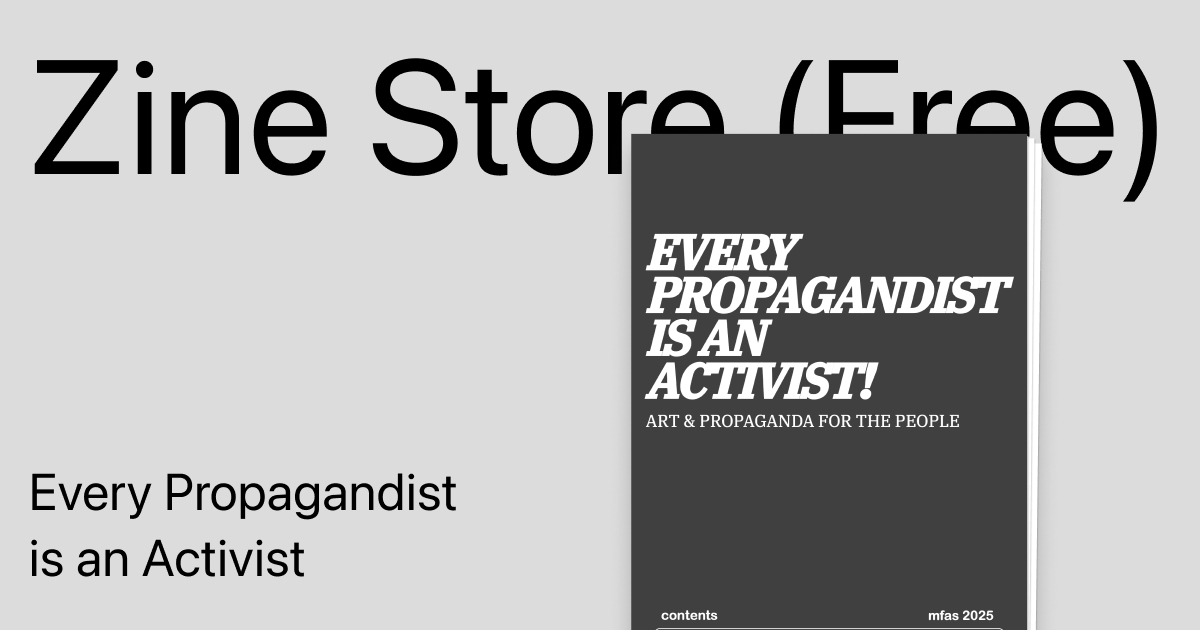 Zine Store (Free)
EVERY
PROPAGANDIST
IS AN
ACTIVIST!
ART & PROPAGANDA FOR THE PEOPLE
Every Propagandist
is an Activist
contents
mfas 2025